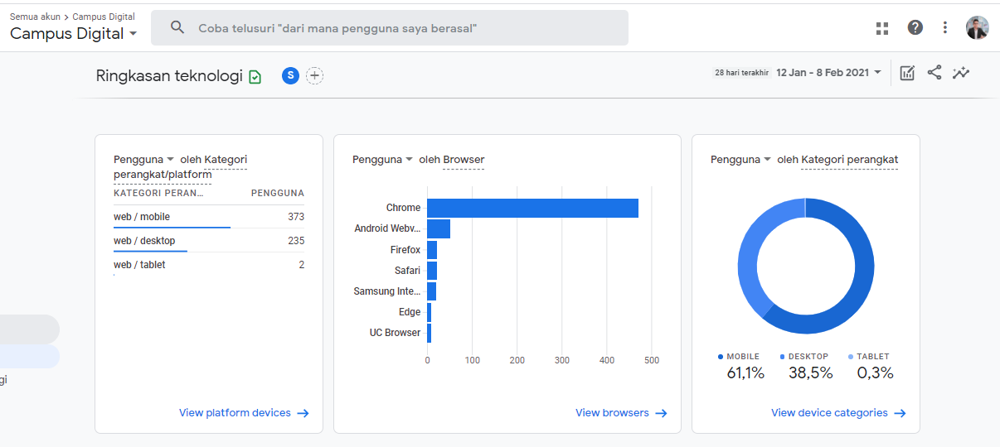 Semua akun > Campus Digital
Campus Digital
Coba telusuri "dari mana pengguna saya berasal"
Ringkasan teknologi
S
28 hari terakhir 12 Jan - 8 Feb 2021
Pengguna oleh Kategori
perangkat/platform
KATEGORI PERAN... PENGGUNA
web / mobile 373
web / desktop 235
web / tablet 2
View platform devices
Pengguna oleh Browser
Chrome
Android Webv...
Firefox
Safari
Samsung Inte...
Edge
UC Browser
0 100 200 300 400 500
View browsers
Pengguna oleh Kategori perangkat
MOBILE DESKTOP TABLET
61,1% 38,5% 0,3%
View device categories
gi